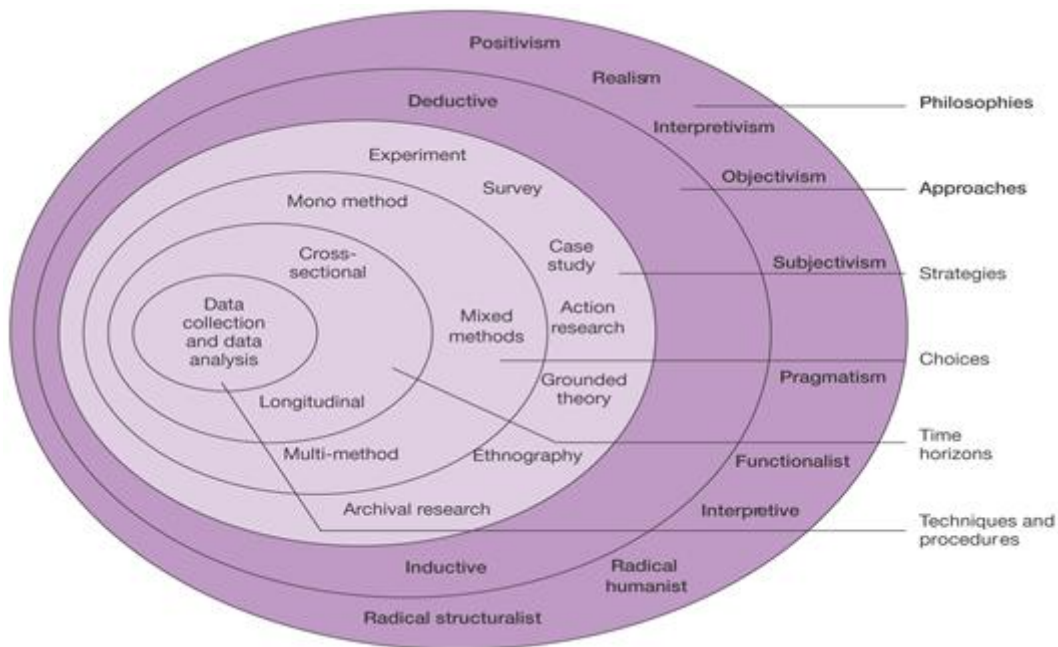 Positivism
Realism
Deductive
Philosophies
Interpretivism
Experiment
Objectivism
Approaches
Survey
Mono method
Case
study
Cross-
sectional
Subjectivism
Strategies
Data
collection
and data
analysis
Mixed
methods
Action
research
Choices
Pragmatism
Grounded
theory
Longitudinal
Time
horizons
Multi-method
Ethnography
Functionalist
Archival research
Interpretive
Techniques and
procedures
Inductive
Radical
humanist
Radical structuralist